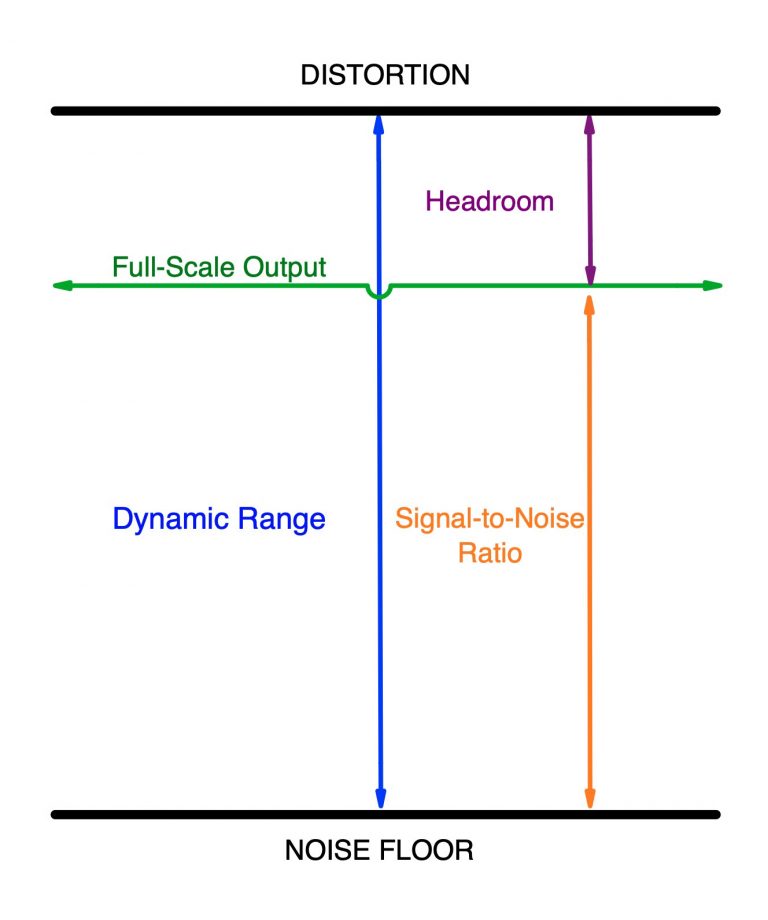 DISTORTION
Headroom
Full-Scale Output
Dynamic Range
Signal-to-Noise
Ratio
NOISE FLOOR